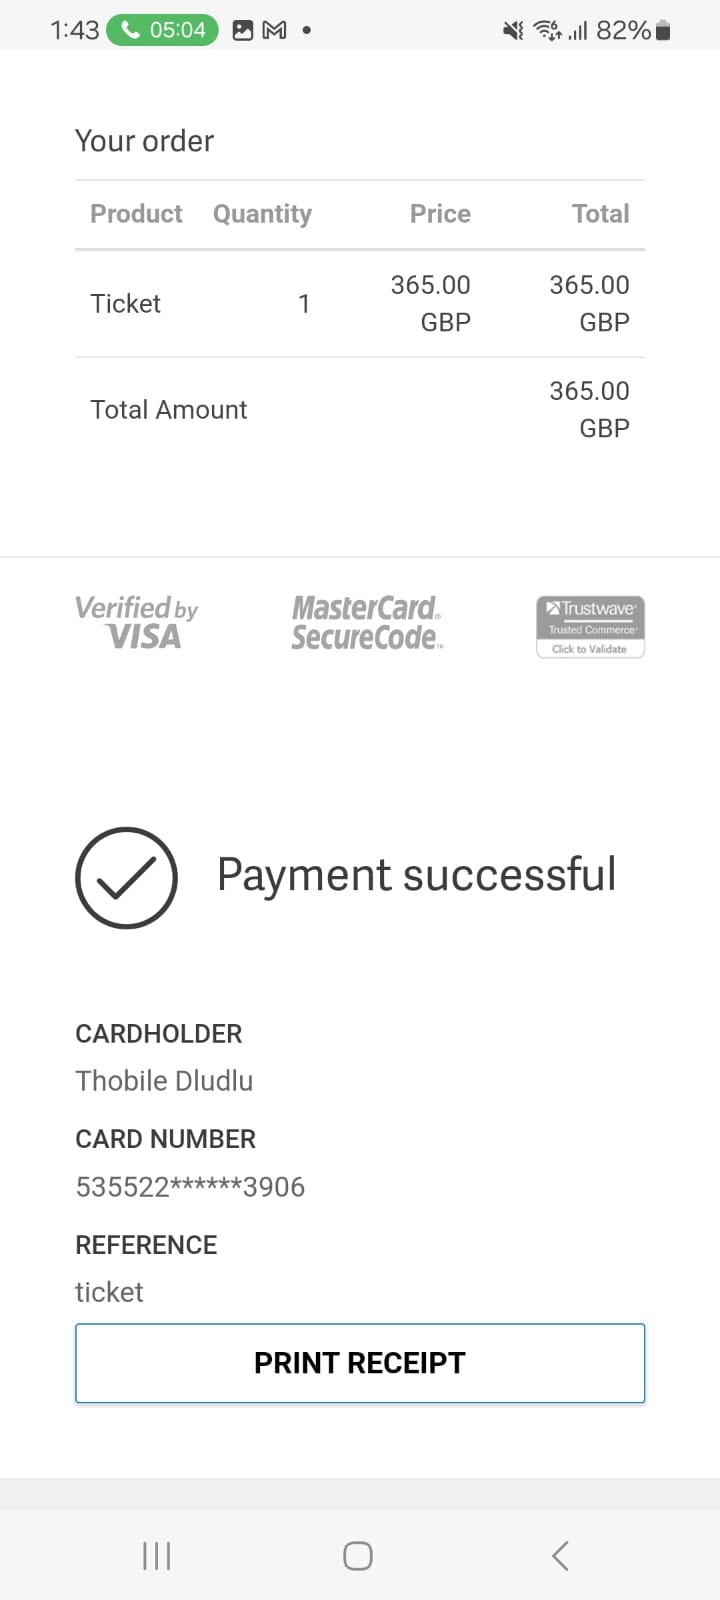 1:43 05:04 82%
Your order
Product Quantity Price Total
Ticket 1 365.00 GBP 365.00 GBP
Total Amount 365.00 GBP
Verified by VISA
MasterCard. SecureCode.™
Trustwave®
Trusted Commerce®
Click to Validate
Payment successful
CARDHOLDER
Thobile Dludlu
CARD NUMBER
535522******3906
REFERENCE
ticket
PRINT RECEIPT